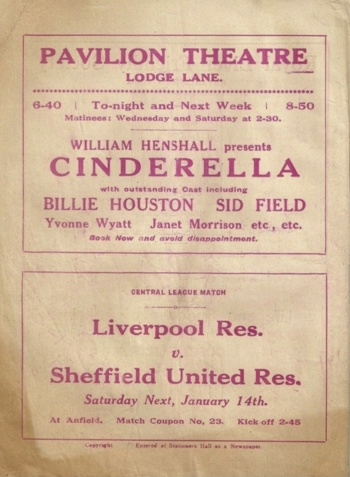 PAVILION THEATRE
LODGE LANE.
6-40 | To-night and Next Week | 8-50
Matinees: Wednesday and Saturday at 2-30.
WILLIAM HENSHALL presents
CINDERELLA
with outstanding Cast including
BILLIE HOUSTON SID FIELD
Yvonne Wyatt Janet Morrison etc, etc.
Book Now and avoid disappointment.
CENTRAL LEAGUE MATCH
Liverpool Res.
v.
Sheffield United Res.
Saturday Next, January 14th.
At Anfield. Match Coupon No. 23. Kick off 2-45
Copyright Entered at Stationers Hall as a Newspaper.